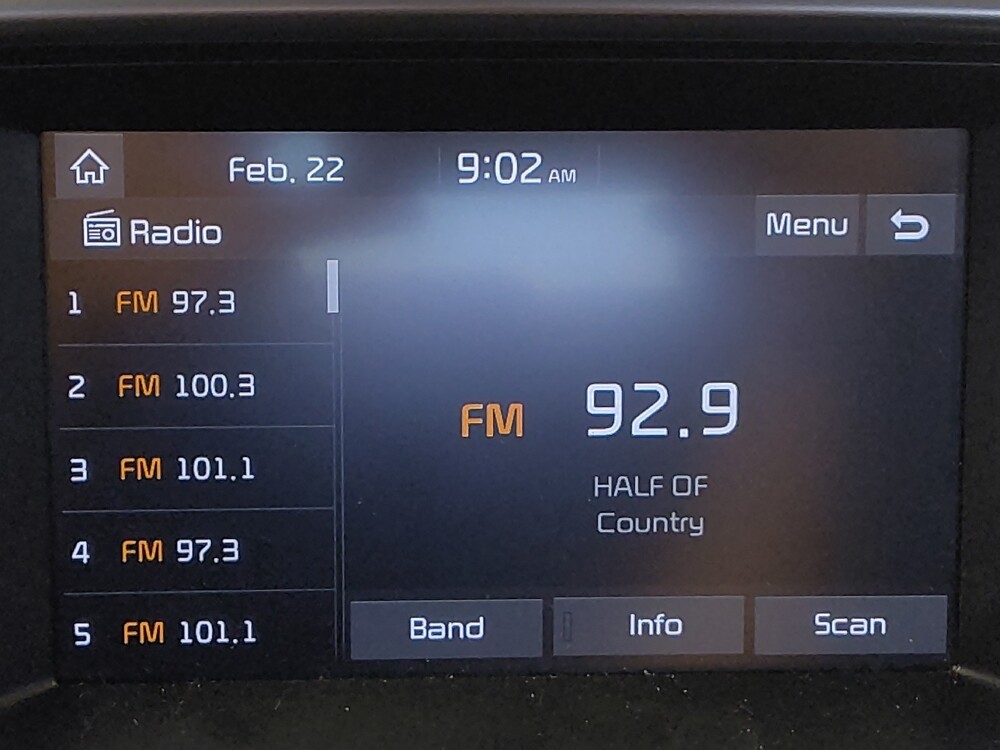 Feb. 22 9:02 AM
Radio Menu
1 FM 97.3
2 FM 100.3
3 FM 101.1
4 FM 97.3
5 FM 101.1
FM 92.9
HALF OF
Country
Band Info Scan